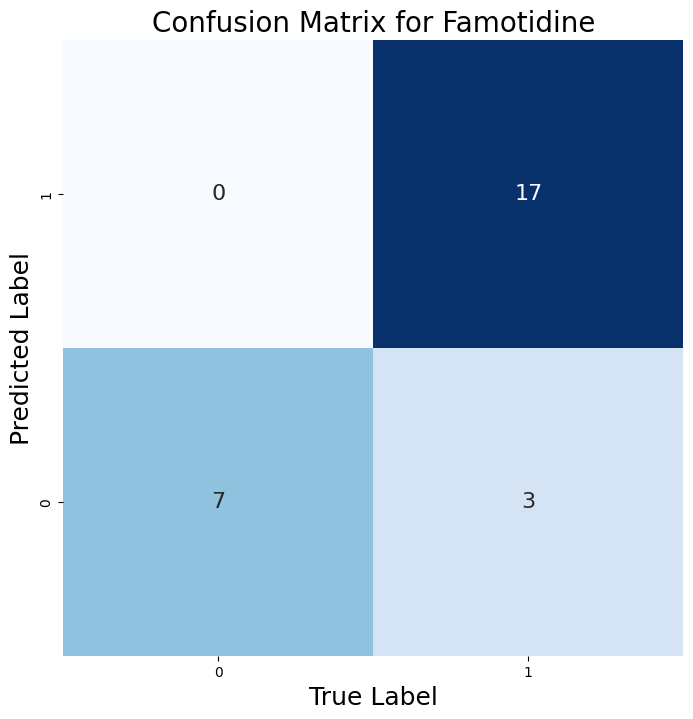 Confusion Matrix for Famotidine
Predicted Label
1
0
17
0
7
3
0
1
True Label